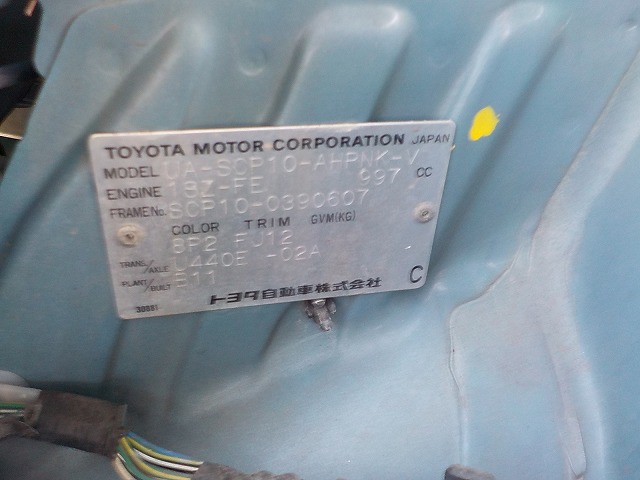 TOYOTA MOTOR CORPORATION JAPAN
MODEL UA-SCP10-AHPNK-V
ENGINE 1SZ-FE 997 CC
FRAME No. SCP10-0390607
COLOR TRIM GVM(KG)
8P2 FJ12
TRANS./AXLE U440E -02A
PLANT/BUILT B11
トヨタ自動車株式会社 C